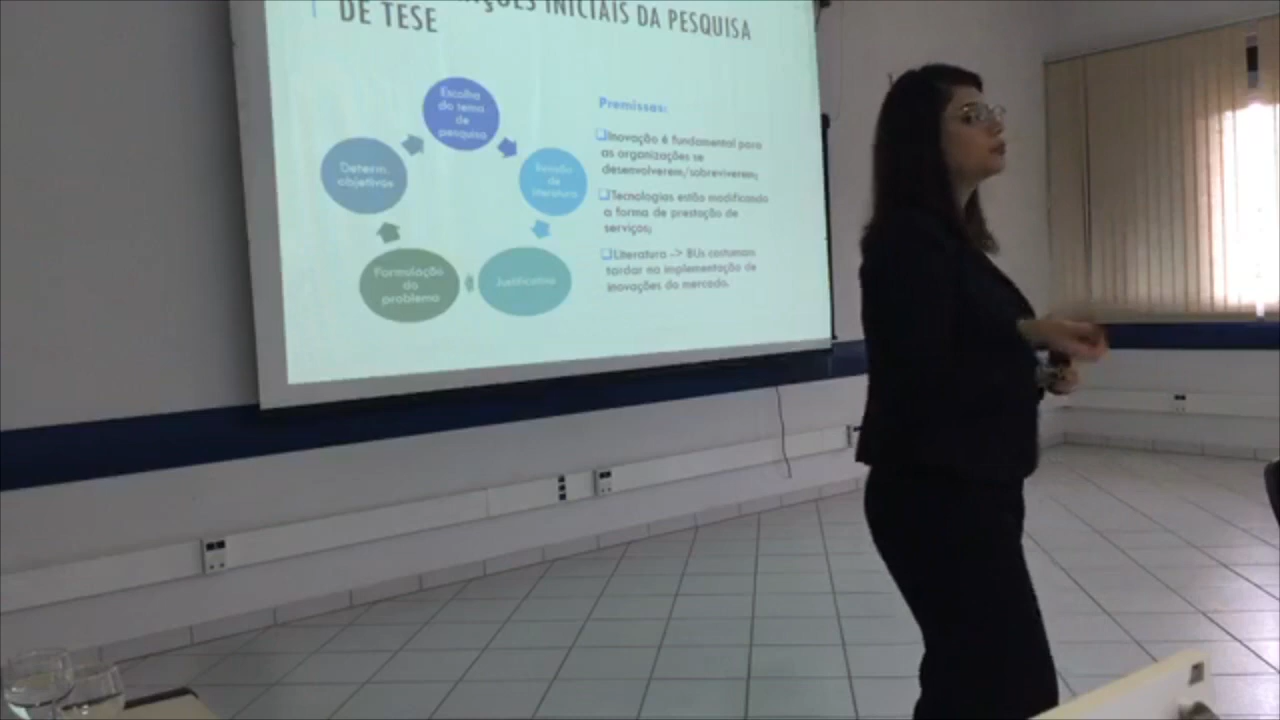 INICIAIS DA PESQUISA
DE TESE
Escolha
do tema
de
pesquisa
Revisão
de
literatura
Justificativa
Formulação
do
problema
Determ.
objetivos
Premissas:
Inovação é fundamental para
as organizações se
desenvolverem/sobreviverem;
Tecnologias estão modificando
a forma de prestação de
serviços;
Literatura -> BUs costumam
tardar na implementação de
inovações do mercado.